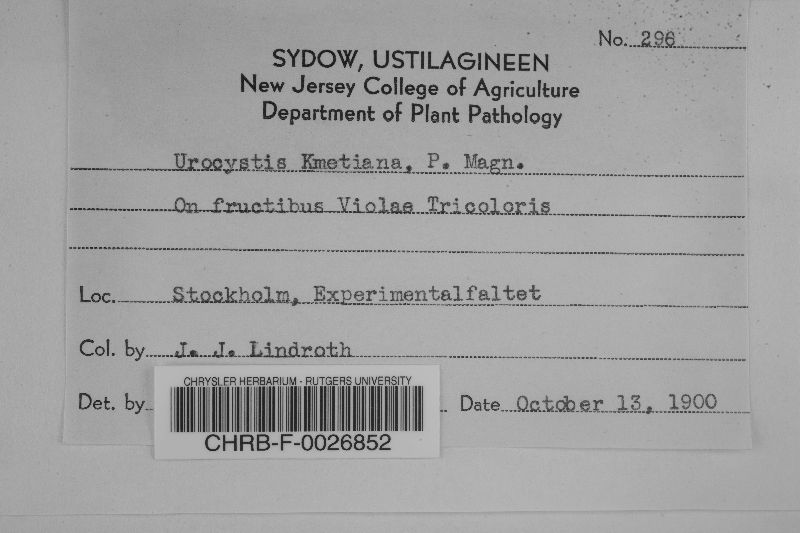 No. 296
SYDOW, USTILAGINEEN
New Jersey College of Agriculture
Department of Plant Pathology
Urocystis Kmetiana, P. Magn.
On fructibus Violae Tricoloris
Loc. Stockholm, Experimentalfaltet
Col. by J. J. Lindroth
Det. by
Date October 13, 1900
CHRYSLER HERBARIUM - RUTGERS UNIVERSITY
CHRB-F-0026852